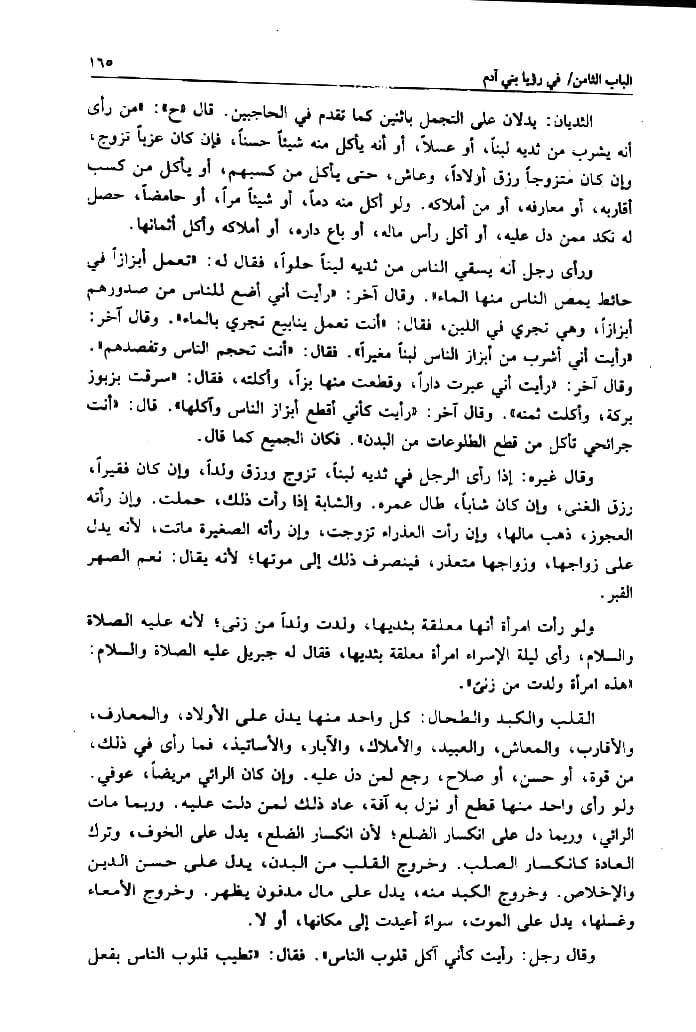 الباب الثامن/ في رؤيا بني آدم
١٦٥
الثديان: يدلان على التجمل باثنين كما تقدم في الحاجبين. قال «ح»: «من رأى
أنه يشرب من ثديه لبناً، أو عسلاً، أو أنه يأكل منه شيئاً حسناً، فإن كان عزباً تزوج،
وإن كان متزوجاً رزق أولاداً، وعاش، حتى يأكل من كسبهم، أو يأكل من كسب
أقاربه، أو معارفه، أو من أملاكه. ولو أكل منه دماً، أو شيئاً مراً، أو حامضاً، حصل
له نكد ممن دل عليه، أو أكل رأس ماله، أو باع داره، أو أملاكه وأكل أثمانها.
ورأى رجل أنه يسقي الناس من ثديه لبناً حلواً، فقال له: «تعمل أبزازاً في
حائط يمص الناس منها الماء». وقال آخر: «رأيت أني أضع للناس من صدورهم
أبزازاً، وهي تجري في اللبن، فقال: «أنت تعمل ينابيع تجري بالماء». وقال آخر:
«رأيت أني أشرب من أبزاز الناس لبناً مغيراً». فقال: «أنت تحجم الناس وتفصدهم».
وقال آخر: «رأيت أني عبرت داراً، وقطعت منها بزاً، وأكلته، فقال: «سرقت بزبوز
بركة، وأكلت ثمنه». وقال آخر: «رأيت كأني أقطع أبزاز الناس وآكلها». قال: «أنت
جرائحي تأكل من قطع الطلوعات من البدن». فكان الجميع كما قال.
وقال غيره: إذا رأى الرجل في ثديه لبناً، تزوج ورزق ولداً، وإن كان فقيراً،
رزق الغنى، وإن كان شاباً، طال عمره. والشابة إذا رأت ذلك، حملت. وإن رأته
العجوز، ذهب مالها، وإن رأت العذراء تزوجت، وإن رأته الصغيرة ماتت، لأنه يدل
على زواجها، وزواجها متعذر، فينصرف ذلك إلى موتها؛ لأنه يقال: نعم الصهر
القبر.
ولو رأت امرأة أنها معلقة بثديها، ولدت ولداً من زنى؛ لأنه عليه الصلاة
والسلام، رأى ليلة الإسراء امرأة معلقة بثديها، فقال له جبريل عليه الصلاة والسلام:
«هذه امرأة ولدت من زنىً».
القلب والكبد والطحال: كل واحد منها يدل على الأولاد، والمعارف،
والأقارب، والمعاش، والعبيد، والأملاك، والآبار، والأساتيذ، فما رأى في ذلك،
من قوة، أو حسن، أو صلاح، رجع لمن دل عليه. وإن كان الرائي مريضاً، عوفي.
ولو رأى واحد منها قطع أو نزل به آفة، عاد ذلك لمن دلت عليه. وربما مات
الرائي، وربما دل على انكسار الضلع؛ لأن انكسار الضلع، يدل على الخوف، وترك
العادة كانكسار الصلب. وخروج القلب من البدن، يدل على حسن الدين
والإخلاص. وخروج الكبد منه، يدل على مال مدفون يظهر. وخروج الأمعاء
وغسلها، يدل على الموت، سواءً أعيدت إلى مكانها، أو لا.
وقال رجل: رأيت كأني آكل قلوب الناس». فقال: «تطيب قلوب الناس بفعل